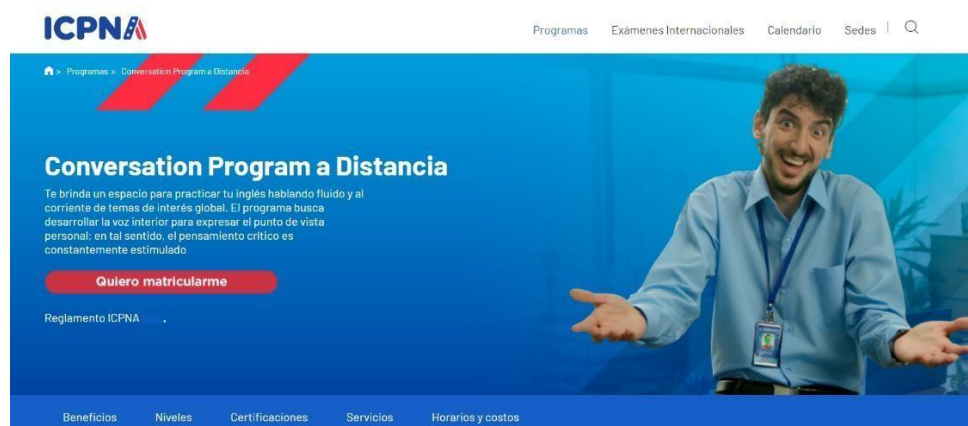 ICPNA
Programas Exámenes Internacionales Calendario Sedes
> Programas > Conversation Program a Distancia
Conversation Program a Distancia
Te brinda un espacio para practicar tu inglés hablando fluido y al
corriente de temas de interés global. El programa busca
desarrollar la voz interior para expresar el punto de vista
personal; en tal sentido, el pensamiento crítico es
constantemente estimulado
Quiero matricularme
Reglamento ICPNA .
Beneficios Niveles Certificaciones Servicios Horarios y costos